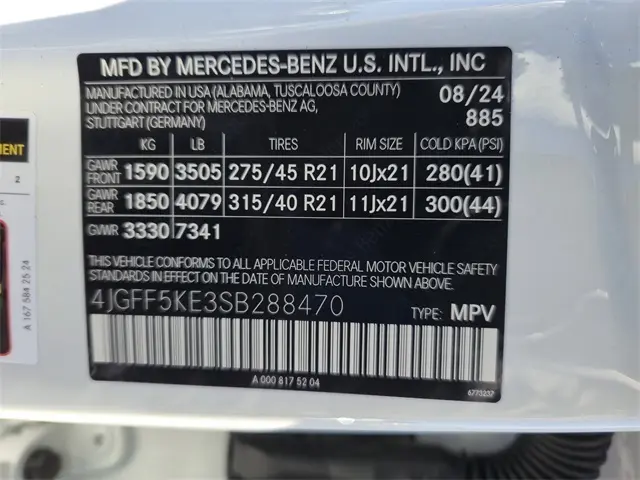 MFD BY MERCEDES-BENZ U.S. INTL., INC
MANUFACTURED IN USA (ALABAMA, TUSCALOOSA COUNTY) 08/24
UNDER CONTRACT FOR MERCEDES-BENZ AG,
STUTTGART (GERMANY) 885
KG LB TIRES RIM SIZE COLD KPA (PSI)
GAWR FRONT 1590 3505 275/45 R21 10Jx21 280(41)
GAWR REAR 1850 4079 315/40 R21 11Jx21 300(44)
GVWR 3330 7341
THIS VEHICLE CONFORMS TO ALL APPLICABLE FEDERAL MOTOR VEHICLE SAFETY
STANDARDS IN EFFECT ON THE DATE OF MANUFACTURE SHOWN ABOVE.
4JGFF5KE3SB288470 TYPE: MPV
A 000 817 52 04
6773237
2
A 167 584 25 24